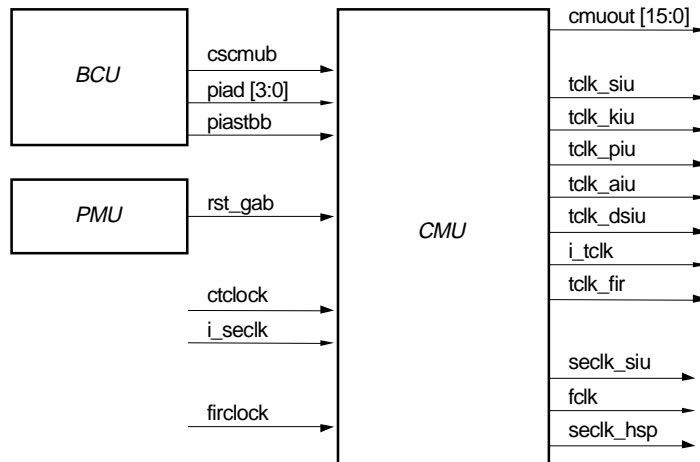 BCU
cscmub
piad [3:0]
piastbb
PMU
rst_gab
ctclock
i_seclk
firclock
CMU
cmuout [15:0]
tclk_siu
tclk_kiu
tclk_piu
tclk_aiu
tclk_dsiu
i_tclk
tclk_fir
seclk_siu
fclk
seclk_hsp